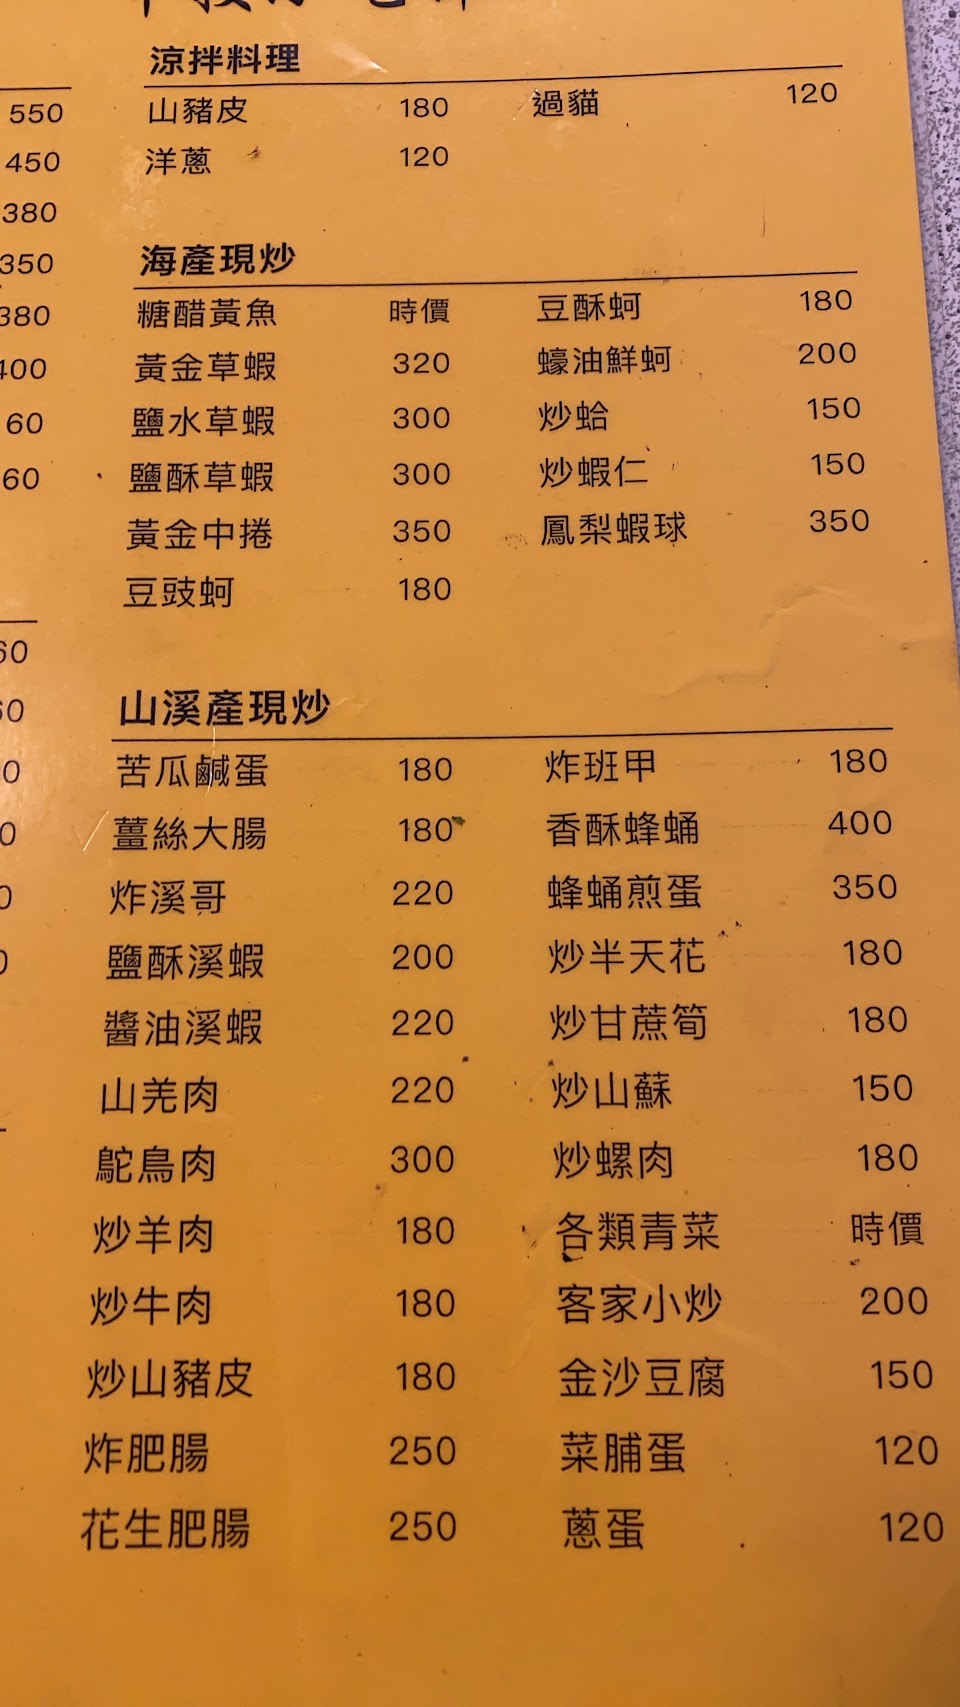 涼拌料理
山豬皮 180 過貓 120
洋蔥 120
海產現炒
糖醋黃魚 時價 豆酥蚵 180
黃金草蝦 320 蠔油鮮蚵 200
鹽水草蝦 300 炒蛤 150
鹽酥草蝦 300 炒蝦仁 150
黃金中捲 350 鳳梨蝦球 350
豆豉蚵 180
山溪產現炒
苦瓜鹹蛋 180 炸班甲 180
薑絲大腸 180 香酥蜂蛹 400
炸溪哥 220 蜂蛹煎蛋 350
鹽酥溪蝦 200 炒半天花 180
醬油溪蝦 220 炒甘蔗筍 180
山羌肉 220 炒山蘇 150
鴕鳥肉 300 炒螺肉 180
炒羊肉 180 各類青菜 時價
炒牛肉 180 客家小炒 200
炒山豬皮 180 金沙豆腐 150
炸肥腸 250 菜脯蛋 120
花生肥腸 250 蔥蛋 120
550
450
380
350
380
400
60
60